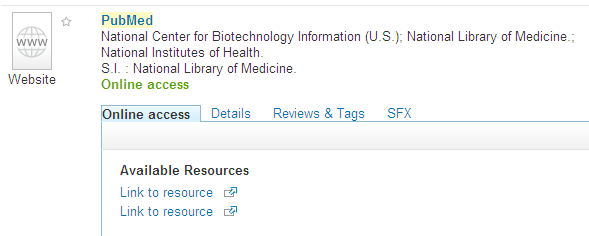 www
Website
PubMed
National Center for Biotechnology Information (U.S.); National Library of Medicine.;
National Institutes of Health.
S.l. : National Library of Medicine.
Online access
Online access Details Reviews & Tags SFX
Available Resources
Link to resource
Link to resource